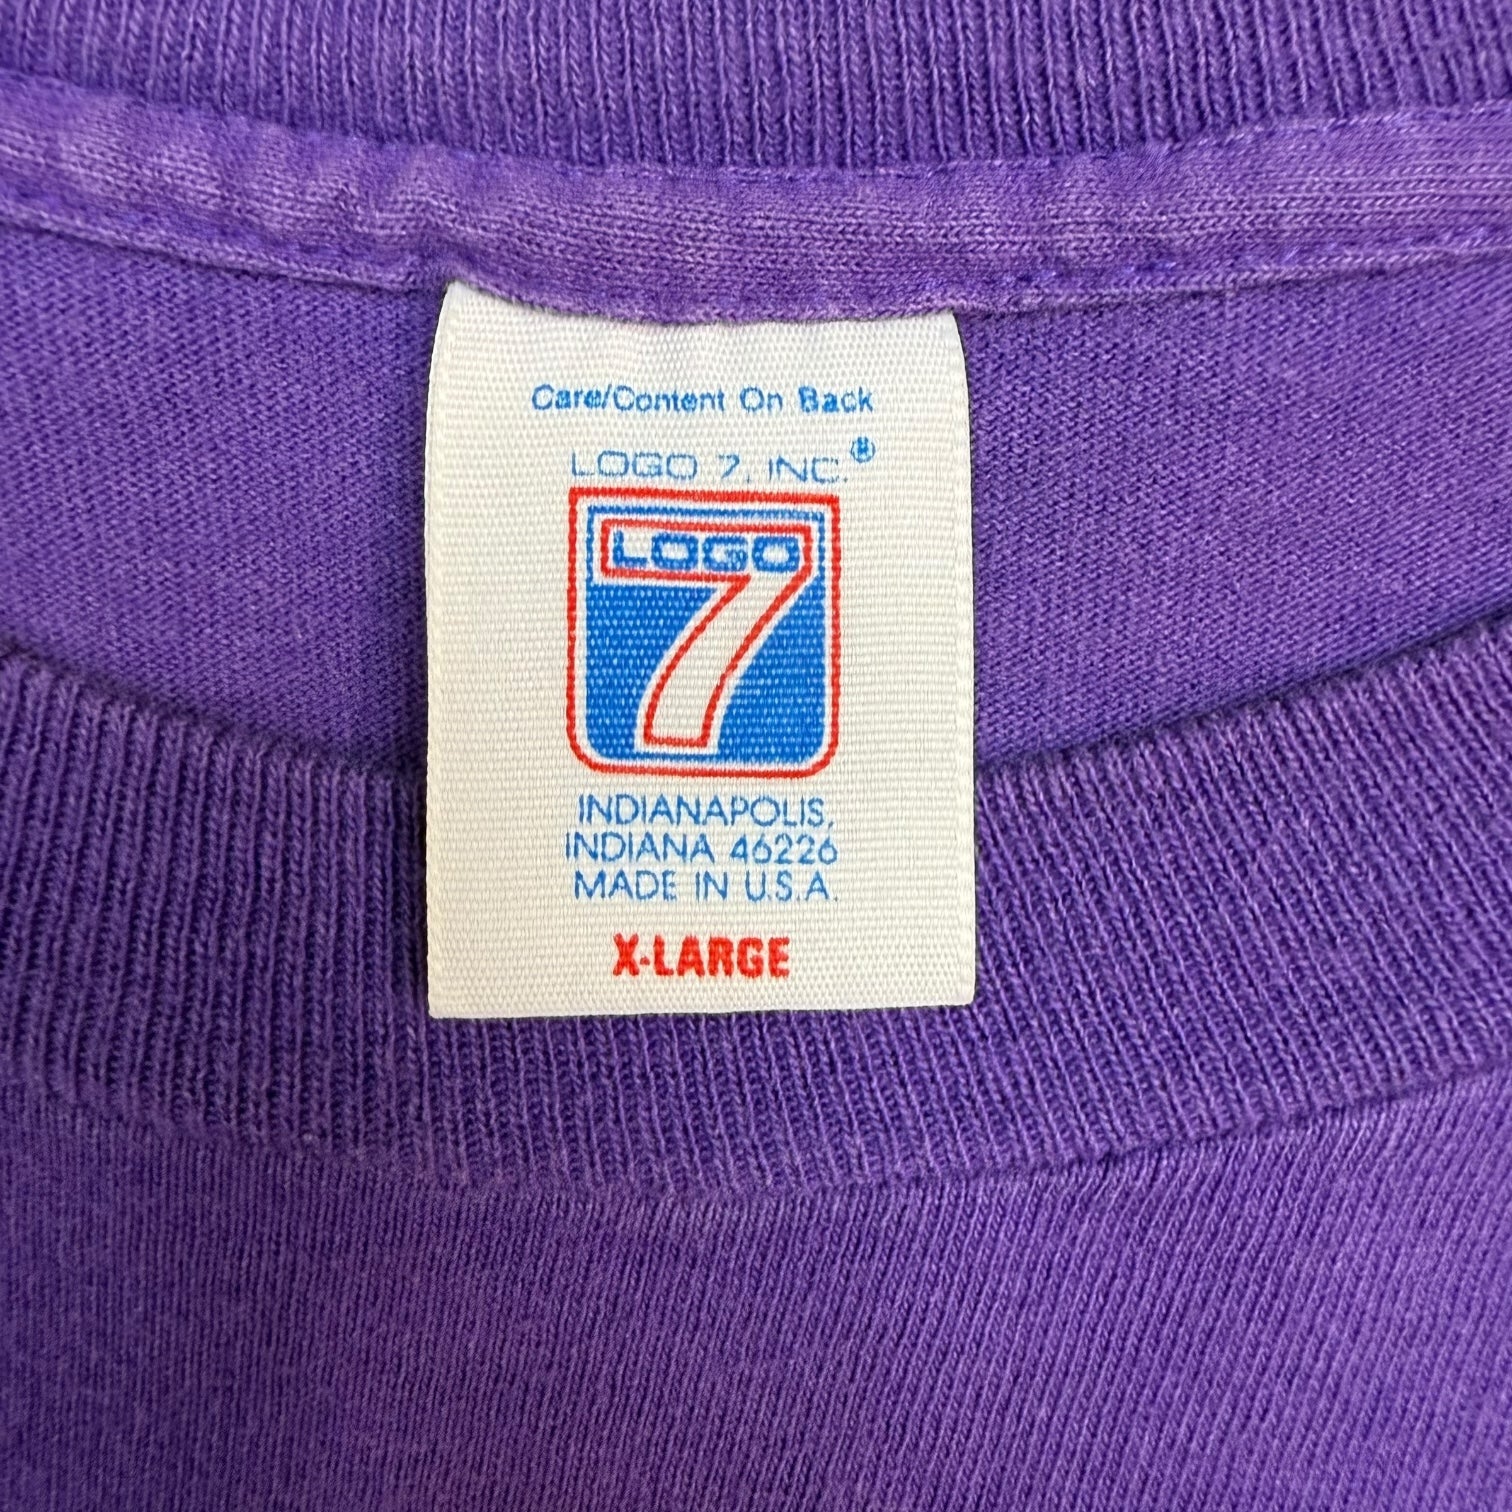 Care/Content On Back
LOGO 7, INC.®
LOGO
7
INDIANAPOLIS,
INDIANA 46226
MADE IN U.S.A.
X-LARGE